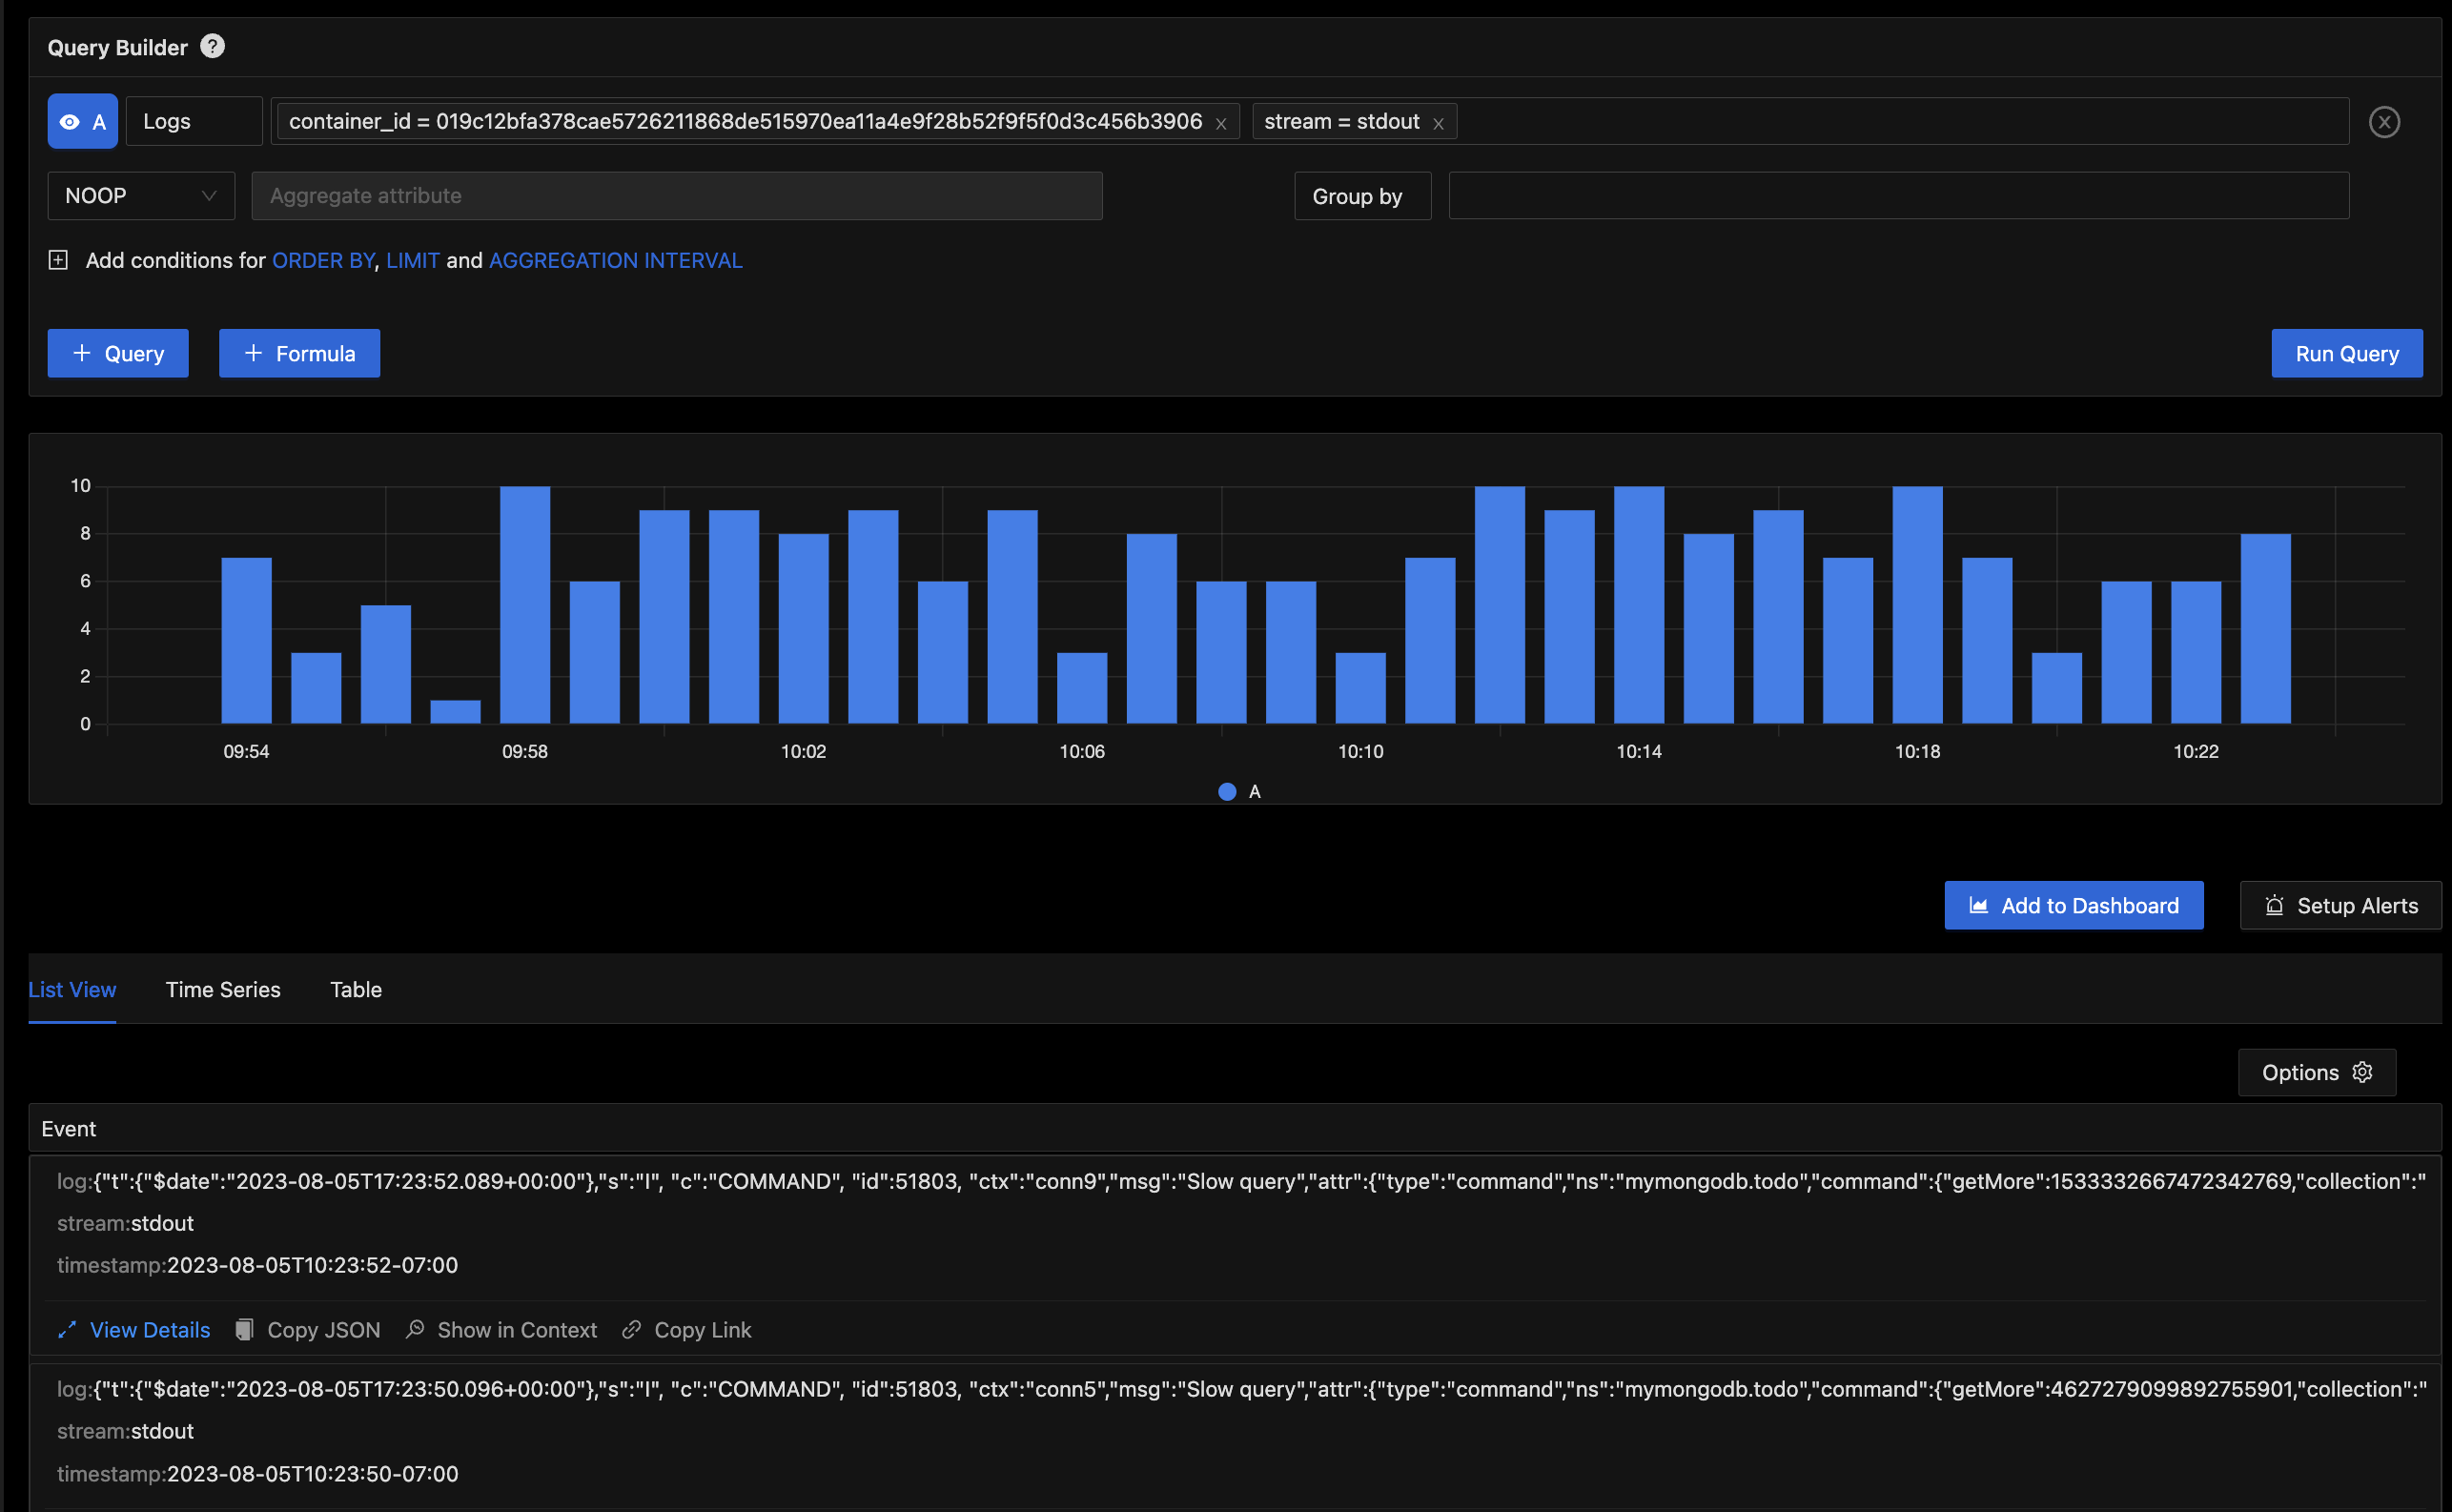 Query Builder ?
A Logs container_id = 019c12bfa378cae5726211868de515970ea11a4e9f28b52f9f5f0d3c456b3906 x stream = stdout x
NOOP Aggregate attribute Group by
Add conditions for ORDER BY, LIMIT and AGGREGATION INTERVAL
+ Query + Formula Run Query
10
8
6
4
2
0
09:54 09:58 10:02 10:06 10:10 10:14 10:18 10:22
A
Add to Dashboard Setup Alerts
List View Time Series Table
Options
Event
log:{"t":{"$date":"2023-08-05T17:23:52.089+00:00"},"s":"I", "c":"COMMAND", "id":51803, "ctx":"conn9","msg":"Slow query","attr":{"type":"command","ns":"mymongodb.todo","command":{"getMore":1533332667472342769,"collection":"
stream:stdout
timestamp:2023-08-05T10:23:52-07:00
View Details Copy JSON Show in Context Copy Link
log:{"t":{"$date":"2023-08-05T17:23:50.096+00:00"},"s":"I", "c":"COMMAND", "id":51803, "ctx":"conn5","msg":"Slow query","attr":{"type":"command","ns":"mymongodb.todo","command":{"getMore":4627279099892755901,"collection":"
stream:stdout
timestamp:2023-08-05T10:23:50-07:00